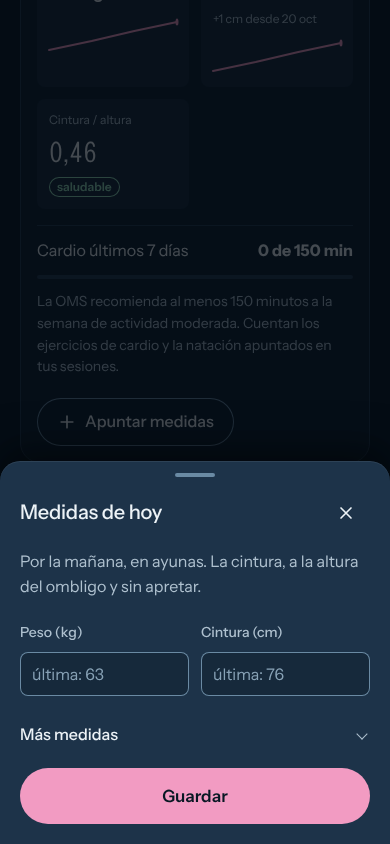 +1 cm desde 20 oct
Cintura / altura
0,46
saludable
Cardio últimos 7 días
0 de 150 min
La OMS recomienda al menos 150 minutos a la
semana de actividad moderada. Cuentan los
ejercicios de cardio y la natación apuntados en
tus sesiones.
+ Apuntar medidas
Medidas de hoy
Por la mañana, en ayunas. La cintura, a la altura
del ombligo y sin apretar.
Peso (kg)
Cintura (cm)
última: 63
última: 76
Más medidas
Guardar